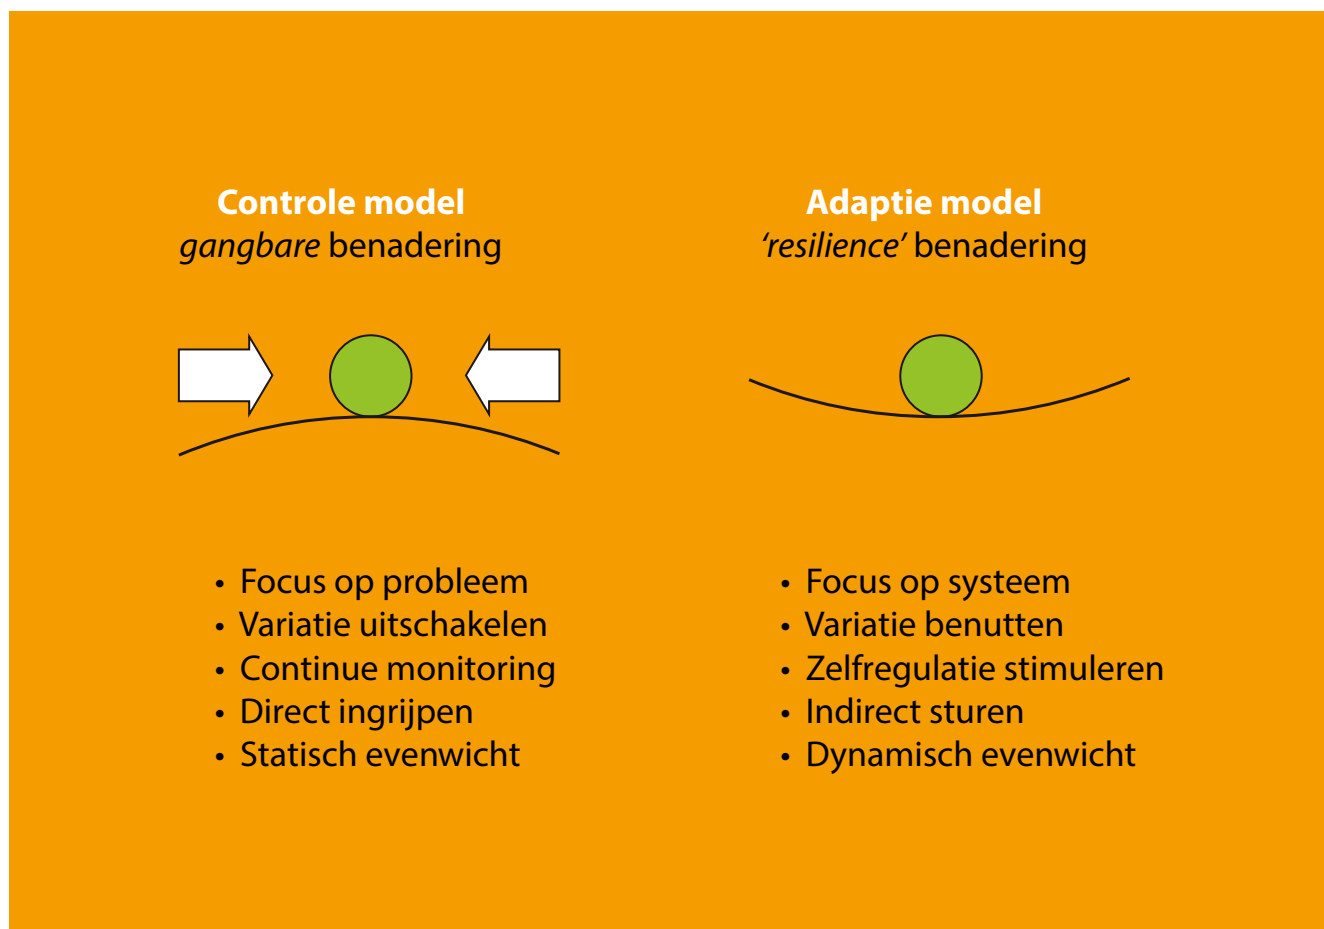 Controle model
gangbare benadering
• Focus op probleem
• Variatie uitschakelen
• Continue monitoring
• Direct ingrijpen
• Statisch evenwicht
Adaptie model
‘resilience’ benadering
• Focus op systeem
• Variatie benutten
• Zelfregulatie stimuleren
• Indirect sturen
• Dynamisch evenwicht